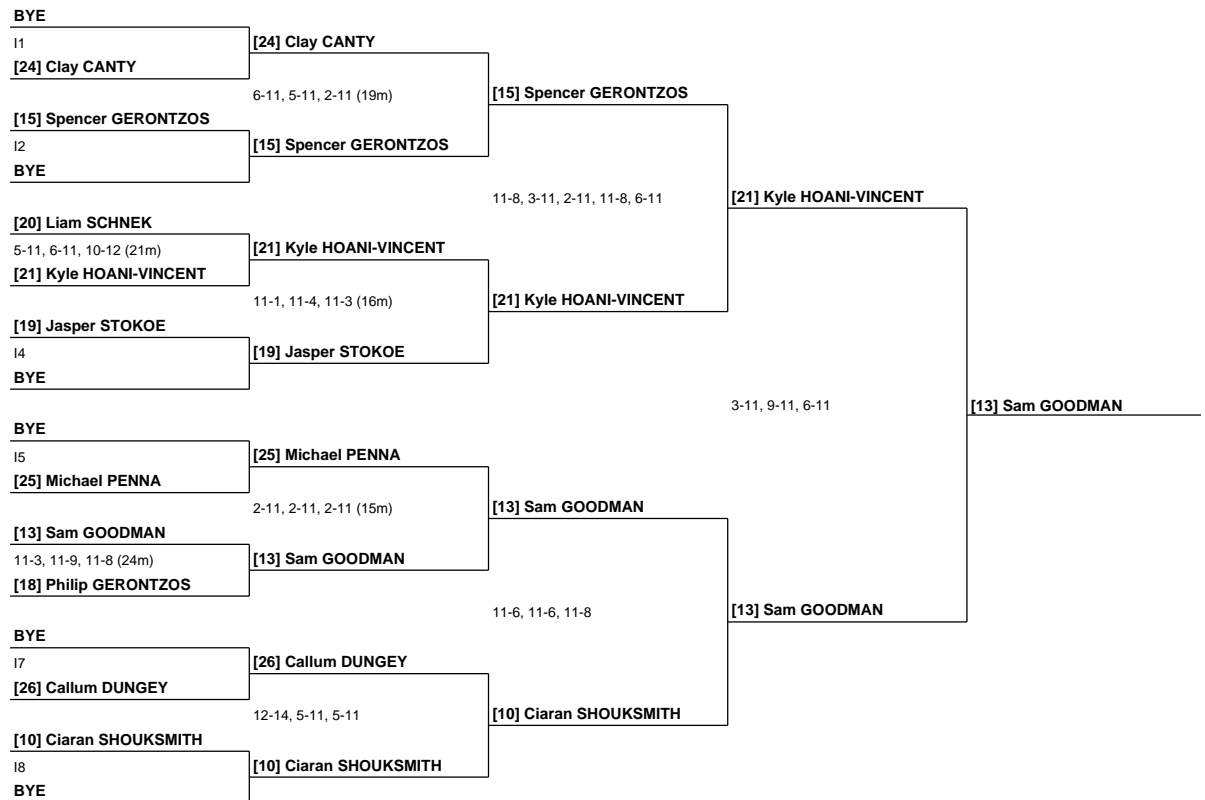 BYE
I1
[24] Clay CANTY
[24] Clay CANTY
6-11, 5-11, 2-11 (19m)
[15] Spencer GERONTZOS
[15] Spencer GERONTZOS
I2
[15] Spencer GERONTZOS
BYE
11-8, 3-11, 2-11, 11-8, 6-11
[21] Kyle HOANI-VINCENT
[20] Liam SCHNEK
5-11, 6-11, 10-12 (21m)
[21] Kyle HOANI-VINCENT
[21] Kyle HOANI-VINCENT
11-1, 11-4, 11-3 (16m)
[21] Kyle HOANI-VINCENT
[19] Jasper STOKOE
I4
[19] Jasper STOKOE
BYE
3-11, 9-11, 6-11
[13] Sam GOODMAN
BYE
I5
[25] Michael PENNA
[25] Michael PENNA
2-11, 2-11, 2-11 (15m)
[13] Sam GOODMAN
[13] Sam GOODMAN
11-3, 11-9, 11-8 (24m)
[13] Sam GOODMAN
[18] Philip GERONTZOS
11-6, 11-6, 11-8
[13] Sam GOODMAN
BYE
I7
[26] Callum DUNGEY
[26] Callum DUNGEY
12-14, 5-11, 5-11
[10] Ciaran SHOUKSMITH
[10] Ciaran SHOUKSMITH
I8
[10] Ciaran SHOUKSMITH
BYE